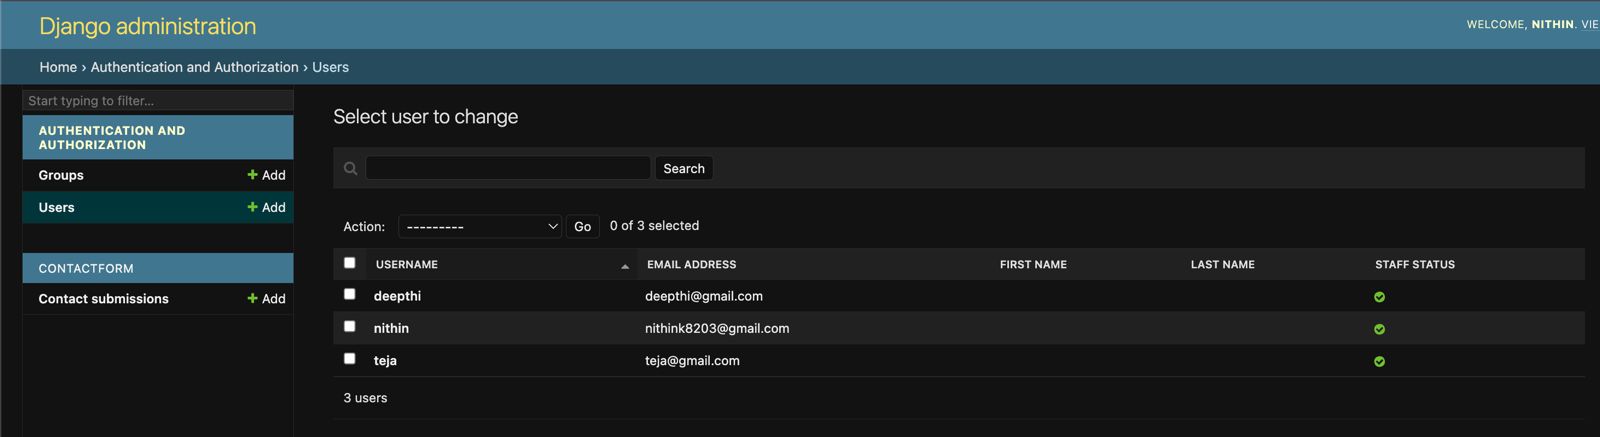 Django administration
WELCOME, NITHIN. VIE
Home › Authentication and Authorization › Users
Start typing to filter...
AUTHENTICATION AND
AUTHORIZATION
Groups + Add
Users + Add
CONTACTFORM
Contact submissions + Add
Select user to change
Search
Action: --------- Go 0 of 3 selected
USERNAME EMAIL ADDRESS FIRST NAME LAST NAME STAFF STATUS
deepthi deepthi@gmail.com
nithin nithink8203@gmail.com
teja teja@gmail.com
3 users